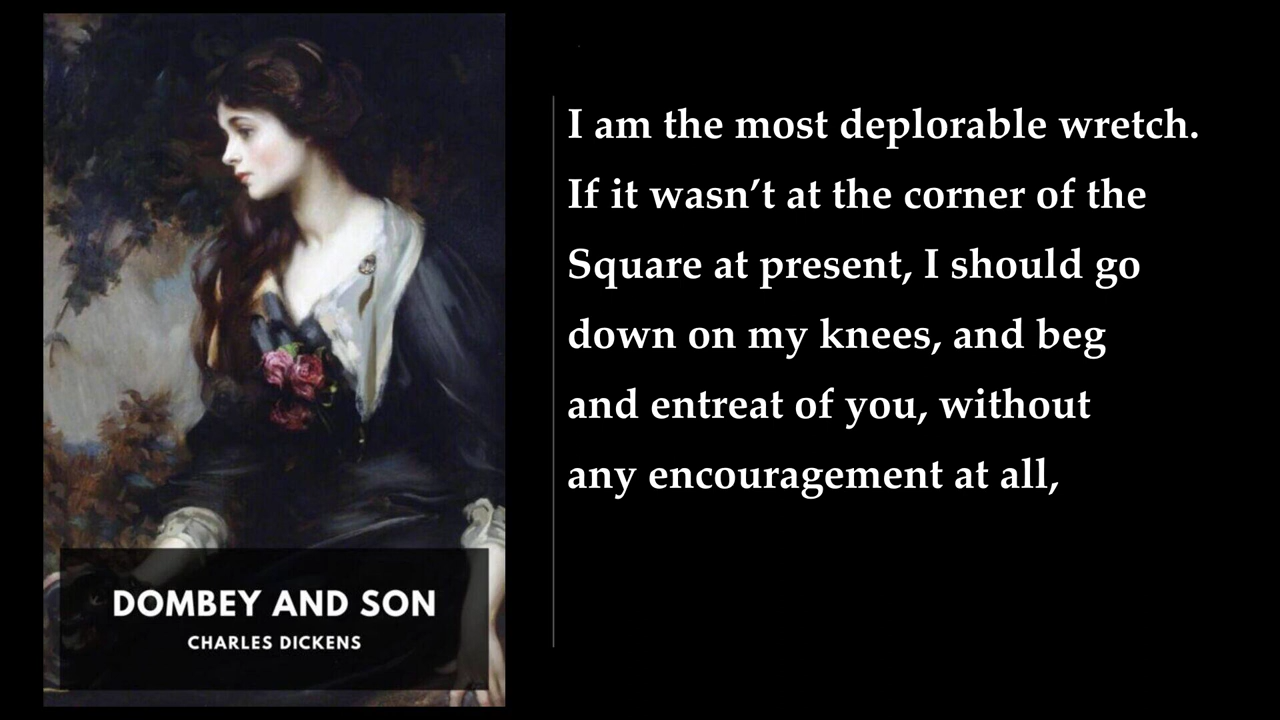 DOMBEY AND SON
CHARLES DICKENS
I am the most deplorable wretch.
If it wasn’t at the corner of the
Square at present, I should go
down on my knees, and beg
and entreat of you, without
any encouragement at all,